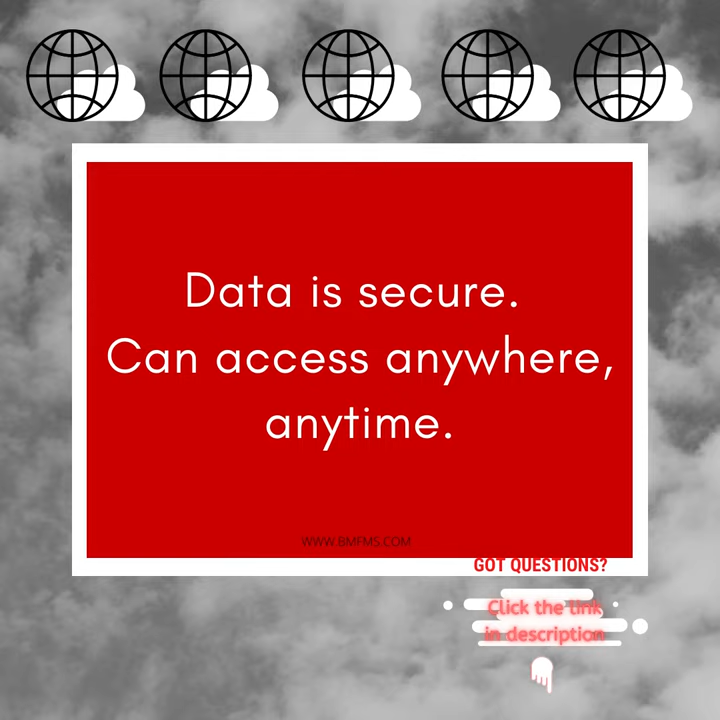 Data is secure.
Can access anywhere,
anytime.
WWW.BMFMS.COM
GOT QUESTIONS?
Click the link
in description